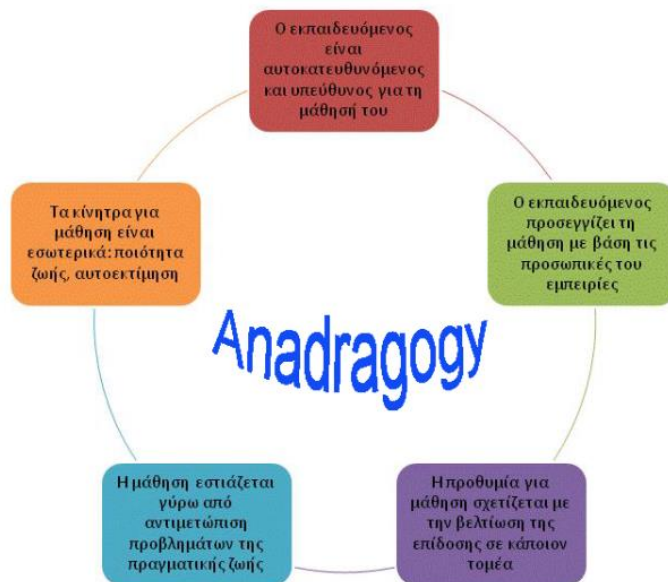 Ο εκπαιδευόμενος
είναι
αυτοκατευθυνόμενος
και υπεύθυνος για τη
μάθησή του
Ο εκπαιδευόμενος
προσεγγίζει τη
μάθηση με βάση τις
προσωπικές του
εμπειρίες
Η προθυμία για
μάθηση σχετίζεται με
την βελτίωση της
επίδοσης σε κάποιον
τομέα
Η μάθηση εστιάζεται
γύρω από
αντιμετώπιση
προβλημάτων της
πραγματικής ζωής
Τα κίνητρα για
μάθηση είναι
εσωτερικά: ποιότητα
ζωής, αυτοεκτίμηση
Anadragogy